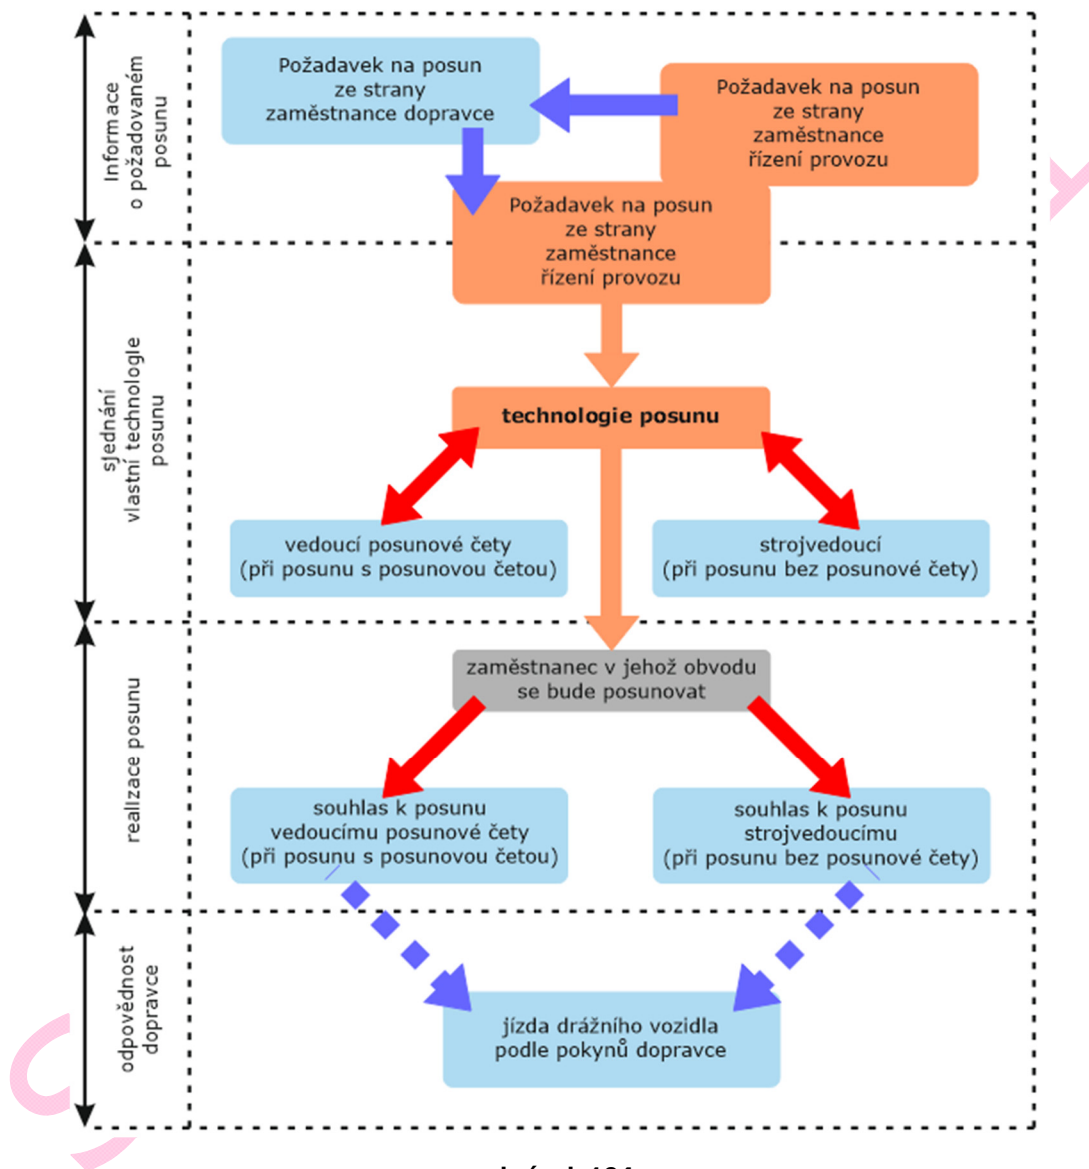 Informace
o požadovaném
posunu
Požadavek na posun
ze strany
zaměstnance dopravce
Požadavek na posun
ze strany
zaměstnance
řízení provozu
Požadavek na posun
ze strany
zaměstnance
řízení provozu
sjednání
vlastní technologie
posunu
technologie posunu
vedoucí posunové čety
(při posunu s posunovou četou)
strojvedoucí
(při posunu bez posunové čety)
realizace posunu
zaměstnanec v jehož obvodu
se bude posunovat
souhlas k posunu
vedoucímu posunové čety
(při posunu s posunovou četou)
souhlas k posunu
strojvedoucímu
(při posunu bez posunové čety)
odpovědnost
dopravce
jízda drážního vozidla
podle pokynů dopravce